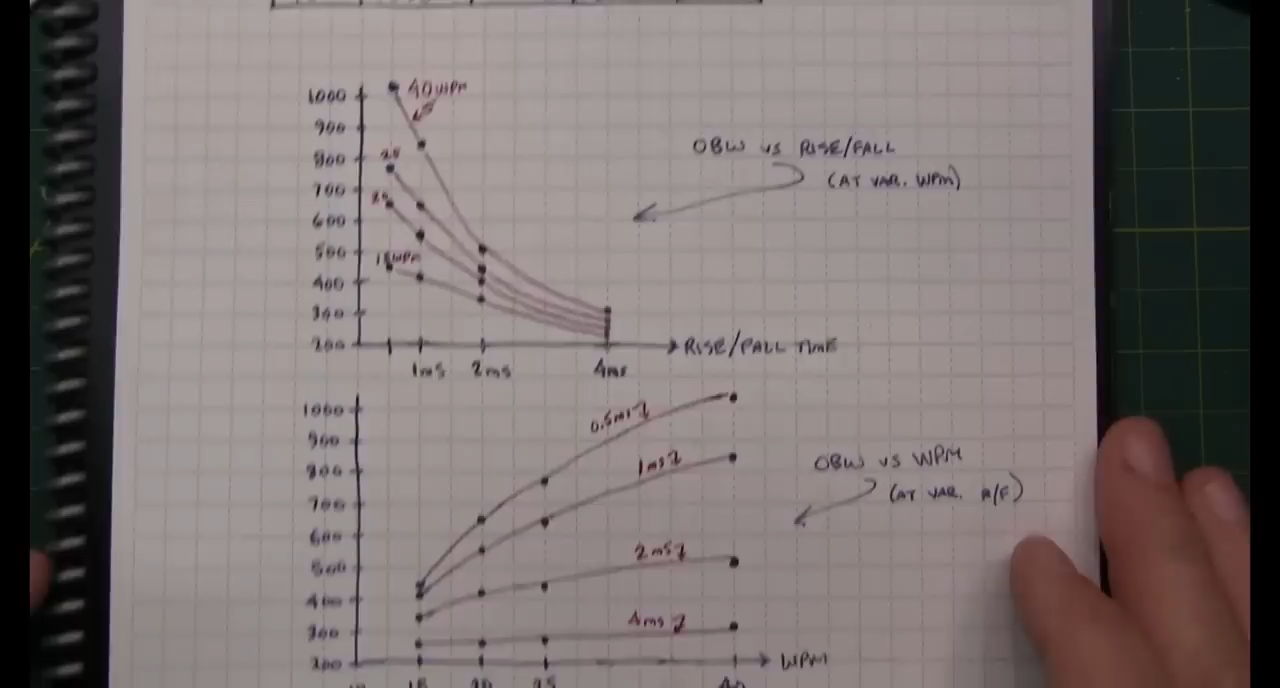 1000
40WPM
900
800
25
700
20
600
500
15WPM
400
300
200
1ms
2ms
4ms
RISE/FALL TIME
OBW VS RISE/FALL
(AT VAR. WPM)
1000
900
800
700
600
500
400
300
200
0.5ms
1ms
2ms
4ms
15
20
25
40
WPM
OBW VS WPM
(AT VAR. R/F)